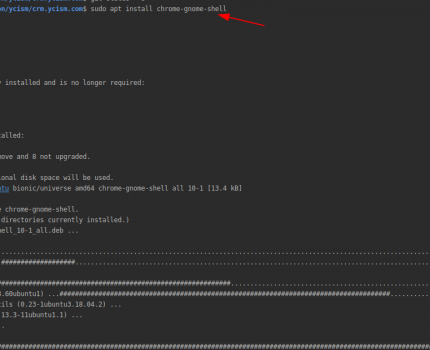 on/ycism/crm.ycism.com$ sudo apt install chrome-gnome-shell
y installed and is no longer required:
talled:
move and 8 not upgraded.
ional disk space will be used.
ntu bionic/universe amd64 chrome-gnome-shell all 10-1 [13.4 kB]
e chrome-gnome-shell.
directories currently installed.)
hell_10-1_all.deb ...
.60ubuntu1) ...
tils (0.23-1ubuntu3.18.04.2) ...
13.3-11ubuntu1.1) ...
.